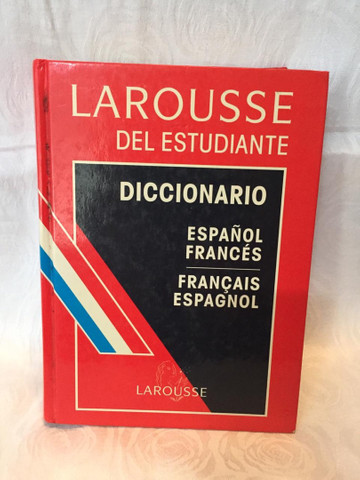 LAROUSSE
DEL ESTUDIANTE
DICCIONARIO
ESPAÑOL
FRANCÉS
FRANÇAIS
ESPAGNOL
LAROUSSE